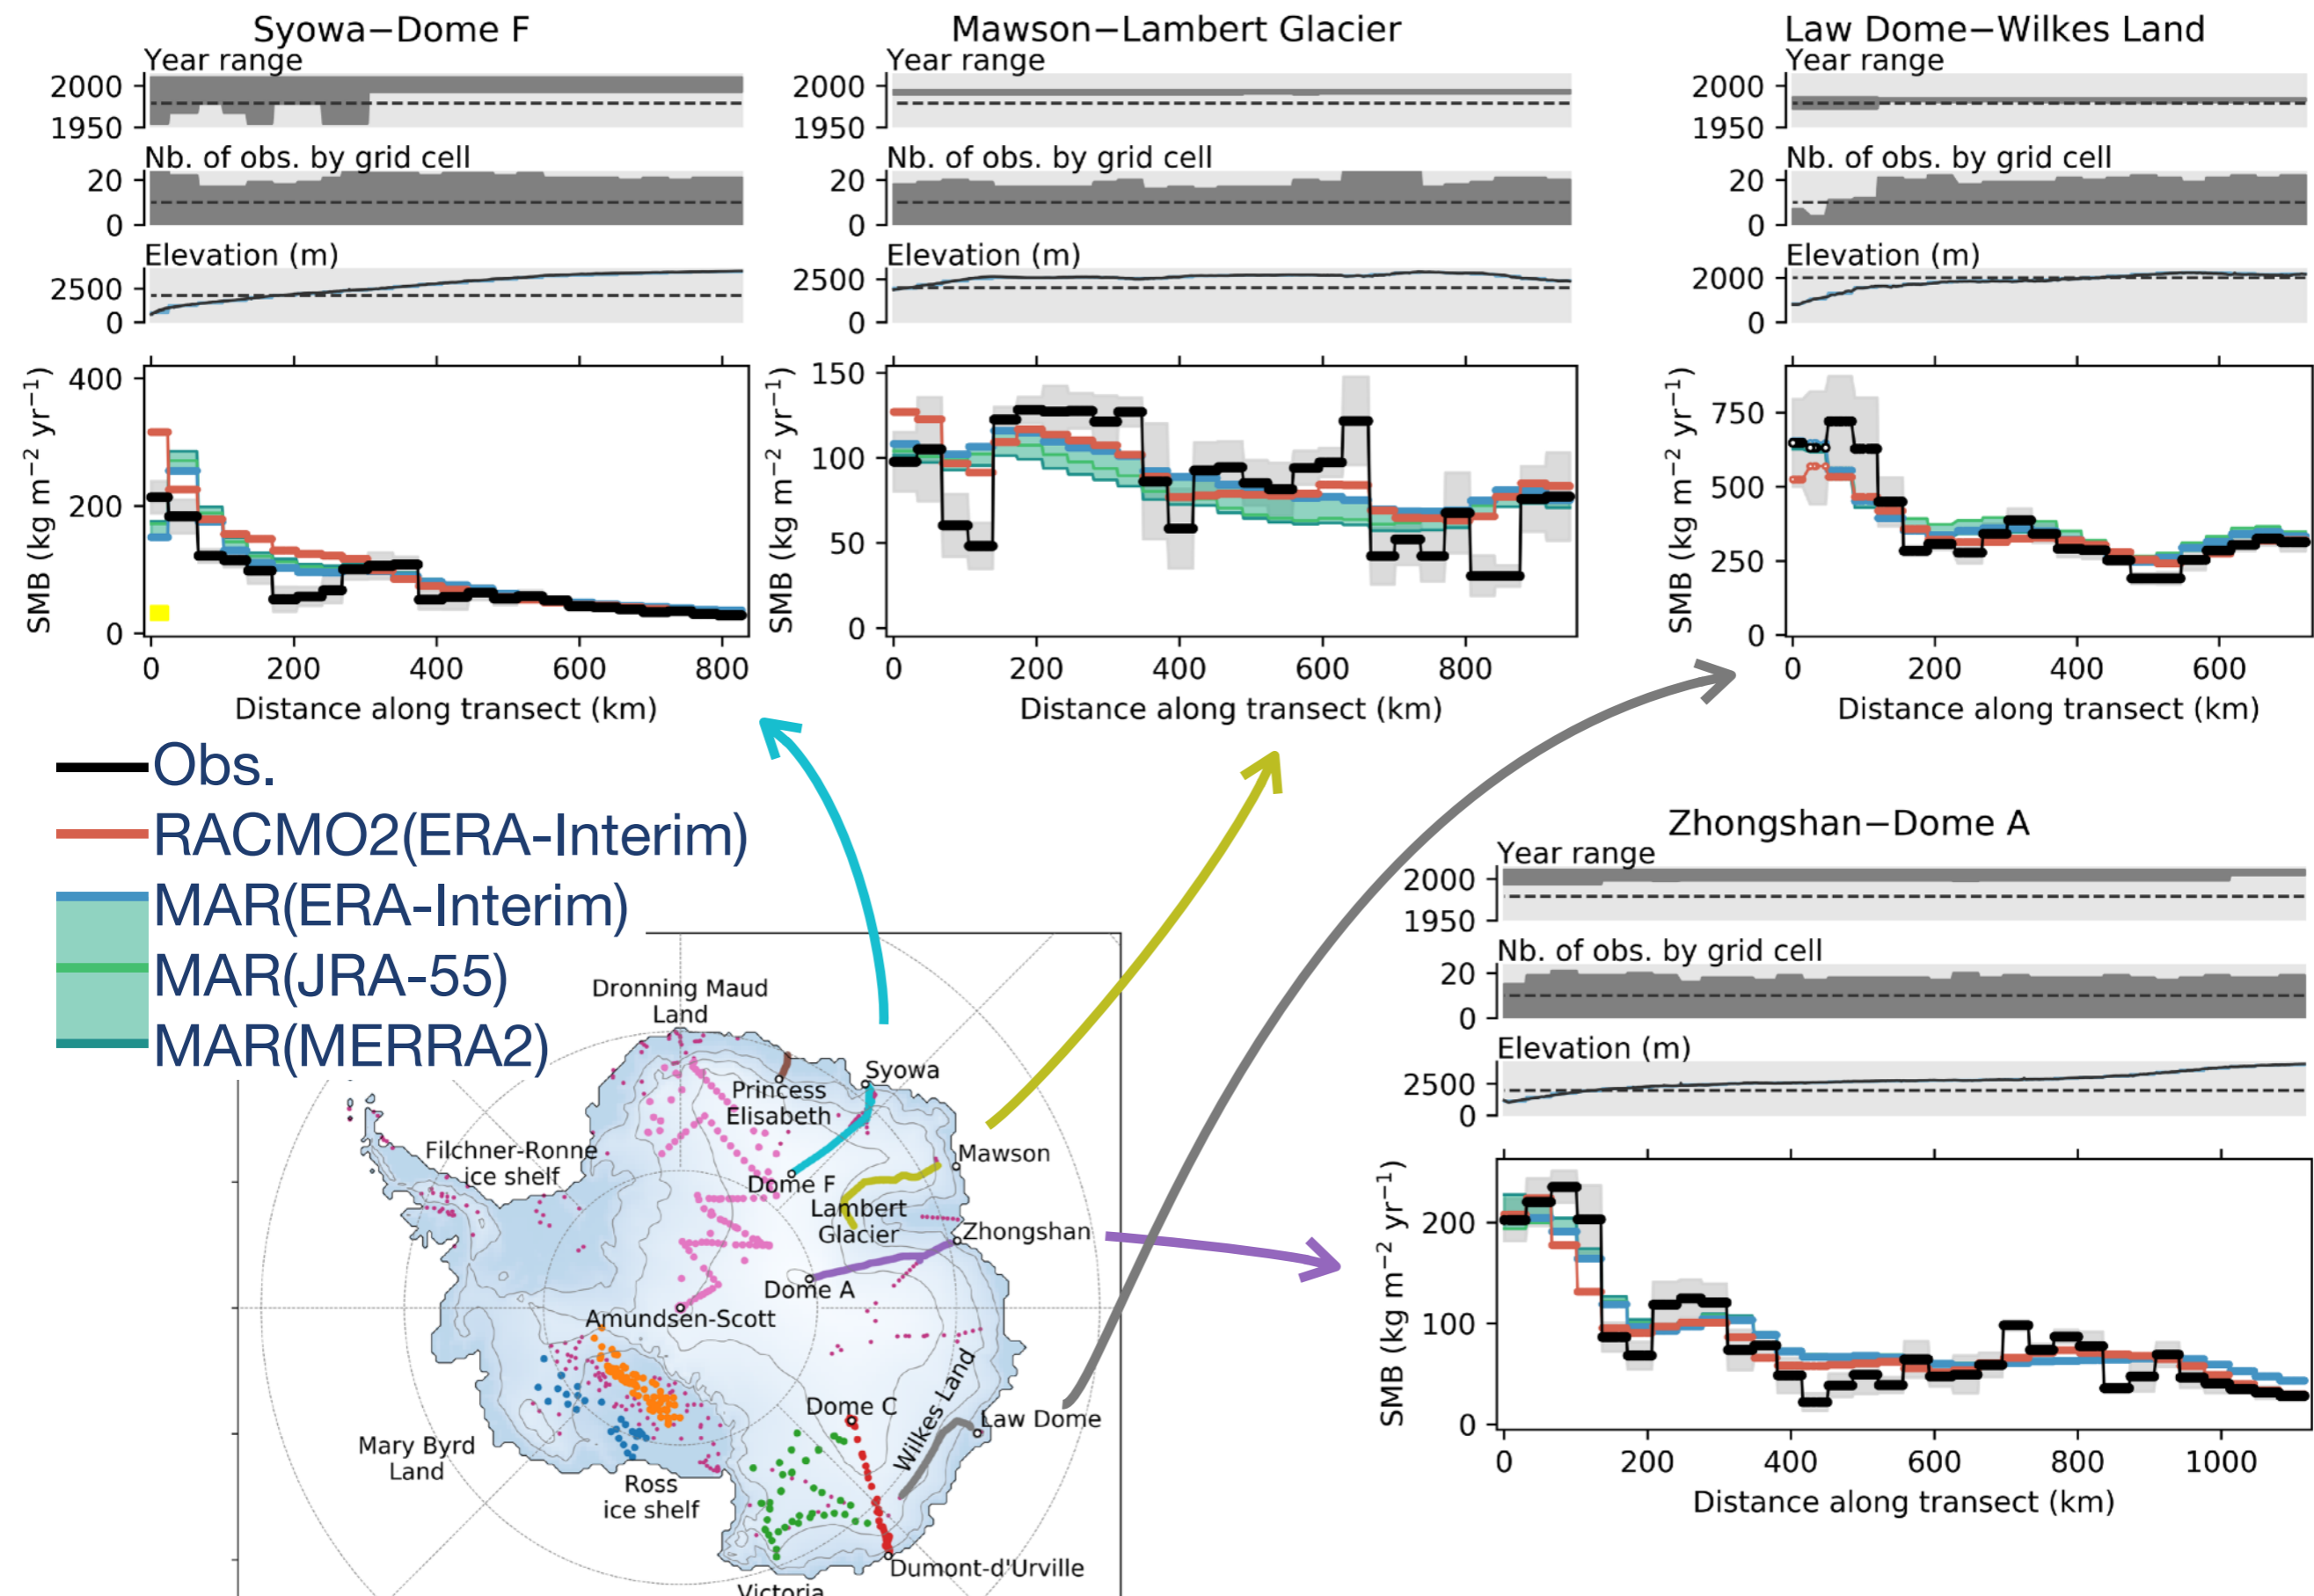 Syowa−Dome F
Year range
2000
1950
Nb. of obs. by grid cell
20
0
Elevation (m)
2500
0
SMB (kg m−2 yr−1)
400
200
0
0 200 400 600 800
Distance along transect (km)
Mawson−Lambert Glacier
Year range
2000
1950
Nb. of obs. by grid cell
20
0
Elevation (m)
2500
0
SMB (kg m−2 yr−1)
150
100
50
0
0 200 400 600 800
Distance along transect (km)
Law Dome−Wilkes Land
Year range
2000
1950
Nb. of obs. by grid cell
20
0
Elevation (m)
2000
0
SMB (kg m−2 yr−1)
750
500
250
0
0 200 400 600
Distance along transect (km)
Obs.
RACMO2(ERA-Interim)
MAR(ERA-Interim)
MAR(JRA-55)
MAR(MERRA2)
Zhongshan−Dome A
Year range
2000
1950
Nb. of obs. by grid cell
20
0
Elevation (m)
2500
0
SMB (kg m−2 yr−1)
200
100
0
0 200 400 600 800 1000
Distance along transect (km)
Dronning Maud
Land
Syowa
Princess
Elisabeth
Filchner-Ronne
ice shelf
Mawson
Dome F
Lambert
Glacier
Zhongshan
Dome A
Amundsen-Scott
Wilkes Land
Dome C
Law Dome
Mary Byrd
Land
Ross
ice shelf
Dumont-d'Urville
Victoria